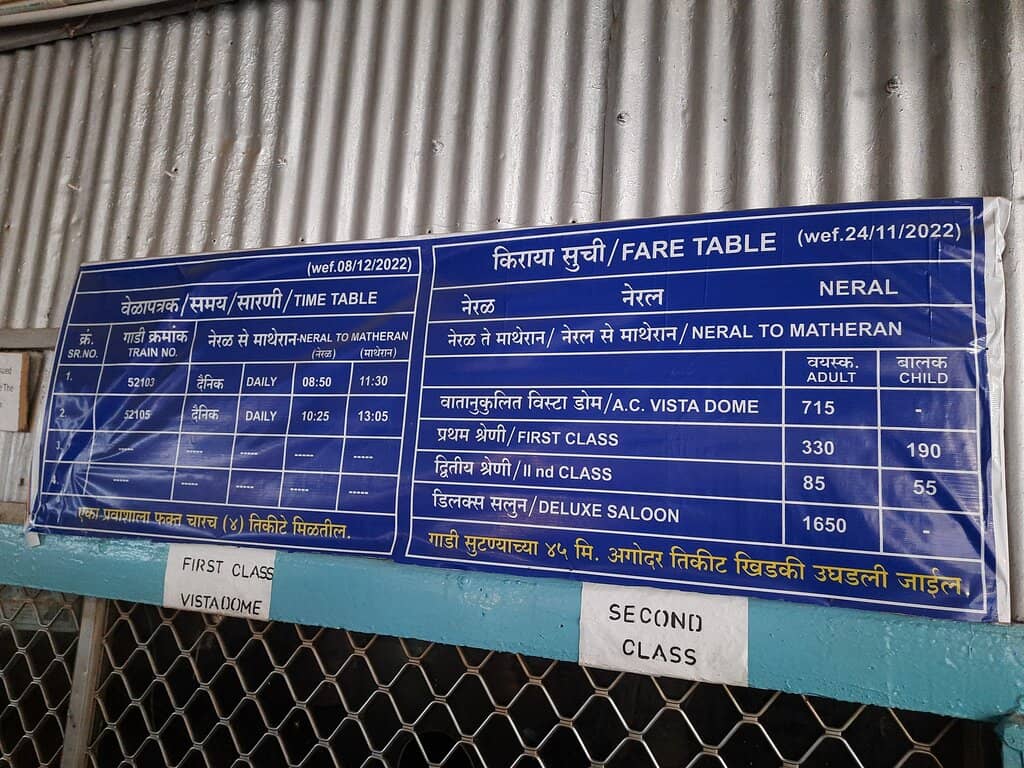 (wef.08/12/2022)
वेळापत्रक/समय/सारणी/TIME TABLE
क्रं. गाडी क्रमांक नेरळ से माथेरान-NERAL TO MATHERAN
SR.NO. TRAIN NO. (नेरळ) (माथेरान)
1. 52103 दैनिक DAILY 08:50 11:30
2. 52105 दैनिक DAILY 10:25 13:05
3. ----- ----- ----- ----- -----
4. ----- ----- ----- ----- -----
एका प्रवाशाला फक्त चारच (४) तिकीटे मिळतील.
किराया सुची/FARE TABLE (wef.24/11/2022)
नेरळ नेरल NERAL
नेरळ ते माथेरान/ नेरल से माथेरान/NERAL TO MATHERAN
वयस्क. बालक
ADULT CHILD
वातानुकुलित विस्टा डोम/A.C. VISTA DOME 715 -
प्रथम श्रेणी/FIRST CLASS 330 190
द्वितीय श्रेणी/II nd CLASS 85 55
डिलक्स सलुन/DELUXE SALOON 1650 -
गाडी सुटण्याच्या ४५ मि. अगोदर तिकीट खिडकी उघडली जाईल.
FIRST CLASS
VISTADOME
SECOND
CLASS